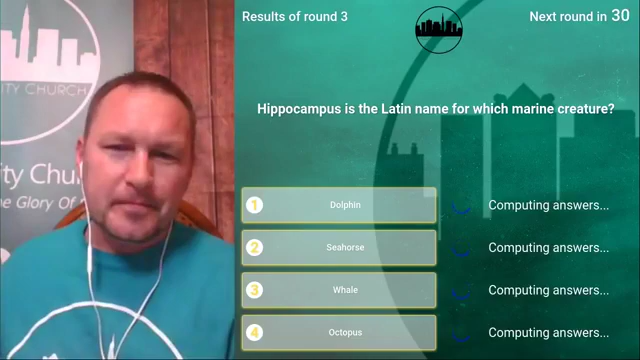 Results of round 3
Next round in 30
Hippocampus is the Latin name for which marine creature?
1 Dolphin Computing answers...
2 Seahorse Computing answers...
3 Whale Computing answers...
4 Octopus Computing answers...
ITY CHURCH
ity Chu
e Glory Of